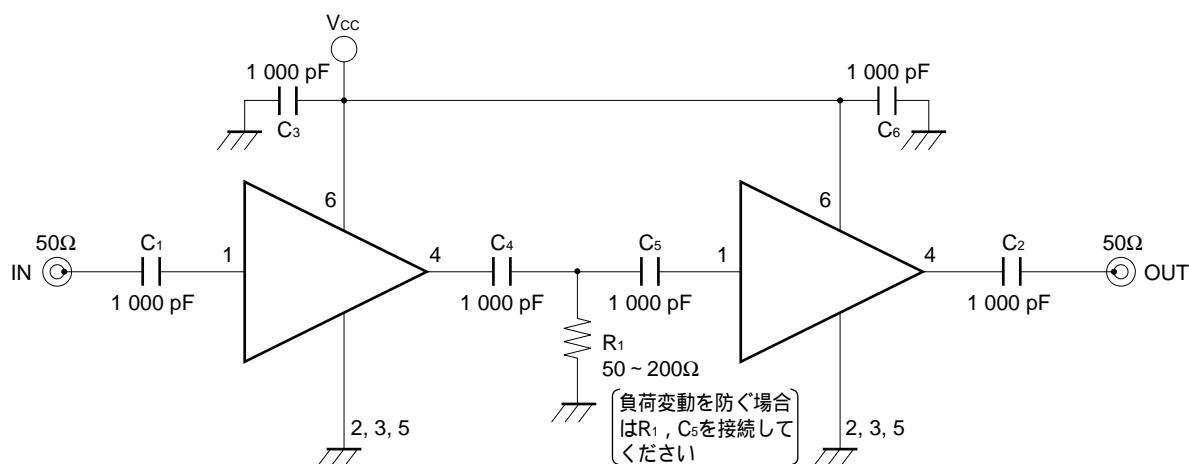 VCC
1 000 pF
C3
1 000 pF
C6
6
6
50Ω
IN
C1
1 000 pF
1
4
C4
1 000 pF
C5
1 000 pF
1
4
C2
1 000 pF
50Ω
OUT
R1
50 ~ 200Ω
負荷変動を防ぐ場合
はR1 , C5を接続して
ください
2, 3, 5
2, 3, 5